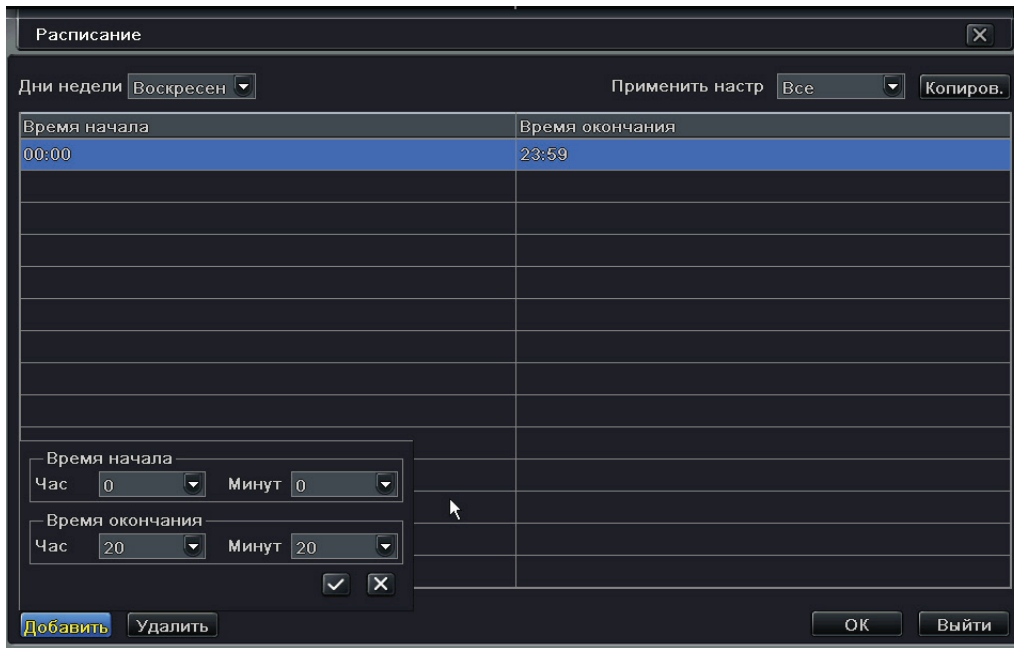 Расписание
Дни недели Воскресен Применить настр Все Копиров.
Время начала Время окончания
00:00 23:59
Время начала
Час 0 Минут 0
Время окончания
Час 20 Минут 20
Добавить Удалить ОК Выйти